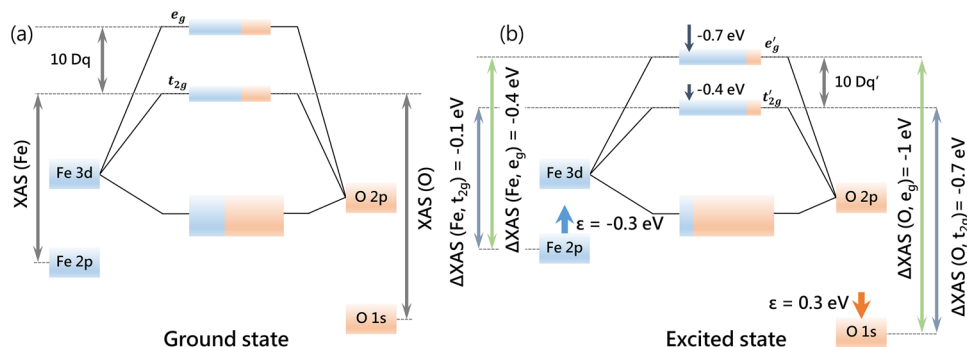 (a)
e_g
10 Dq
t_2g
XAS (Fe)
Fe 3d
O 2p
Fe 2p
XAS (O)
O 1s
Ground state
(b)
-0.7 eV
e′_g
-0.4 eV
t′_2g
10 Dq′
ΔXAS (Fe, t_2g) = -0.1 eV
ΔXAS (Fe, e_g) = -0.4 eV
Fe 3d
O 2p
ε = -0.3 eV
Fe 2p
ΔXAS (O, e_g)= -1 eV
ΔXAS (O, t_2g)= -0.7 eV
ε = 0.3 eV
O 1s
Excited state